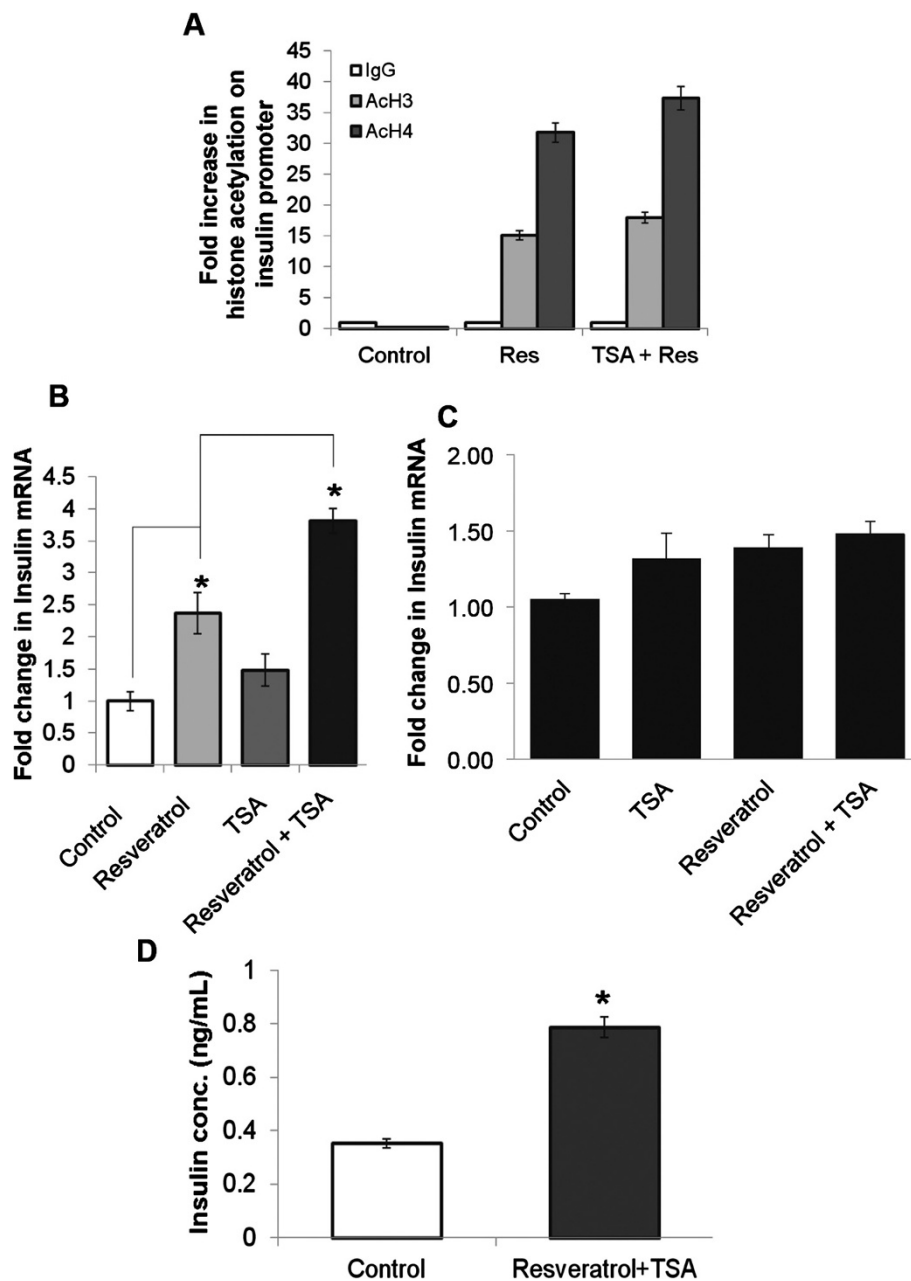 A
Fold increase in
histone acetylation on
insulin promoter
45
40
35
30
25
20
15
10
5
0
IgG
AcH3
AcH4
Control Res TSA + Res
B
Fold change in Insulin mRNA
4.5
4
3.5
3
2.5
2
1.5
1
0.5
0
*
*
Control
Resveratrol
TSA
Resveratrol + TSA
C
Fold change in Insulin mRNA
2.00
1.50
1.00
0.50
0.00
Control
TSA
Resveratrol
Resveratrol + TSA
D
Insulin conc. (ng/mL)
1
0.8
0.6
0.4
0.2
0
*
Control Resveratrol+TSA